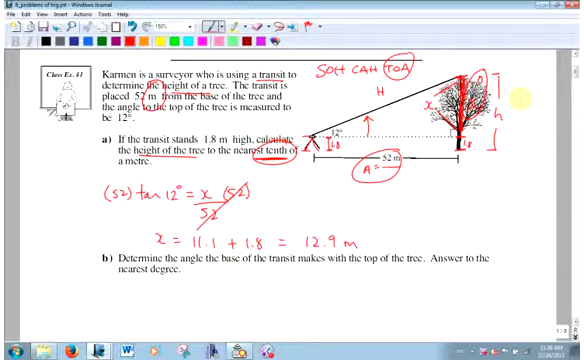 6_problems of trig.jnt - Windows Journal
File Edit View Insert Actions Tools Help
150%
B
Class Ex. #1
Karmen is a surveyor who is using a transit to
determine the height of a tree. The transit is
placed 52 m from the base of the tree and
the angle to the top of the tree is measured to
be 12°.
SOH CAH TOA
H
O
x
h
12°
1.8
1.8
52 m
A =
a) If the transit stands 1.8 m high, calculate
the height of the tree to the nearest tenth of
a metre.
(52) tan 12° = x (52)
52
x = 11.1 + 1.8 = 12.9 m
b) Determine the angle the base of the transit makes with the top of the tree. Answer to the
nearest degree.
1 / 8
11:06 AM